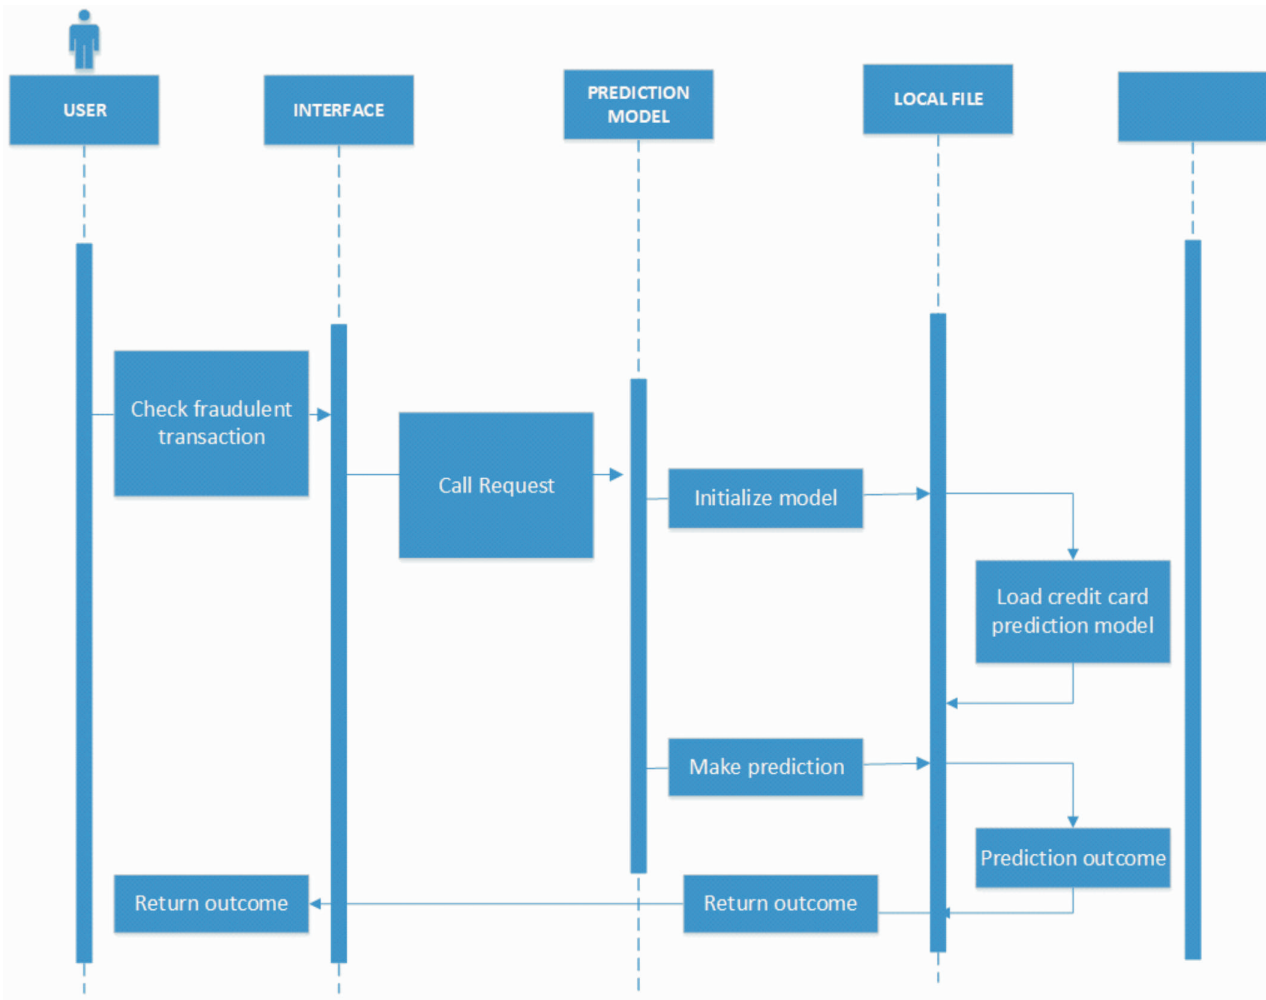 USER
INTERFACE
PREDICTION
MODEL
LOCAL FILE
Check fraudulent
transaction
Call Request
Initialize model
Load credit card
prediction model
Make prediction
Prediction outcome
Return outcome
Return outcome